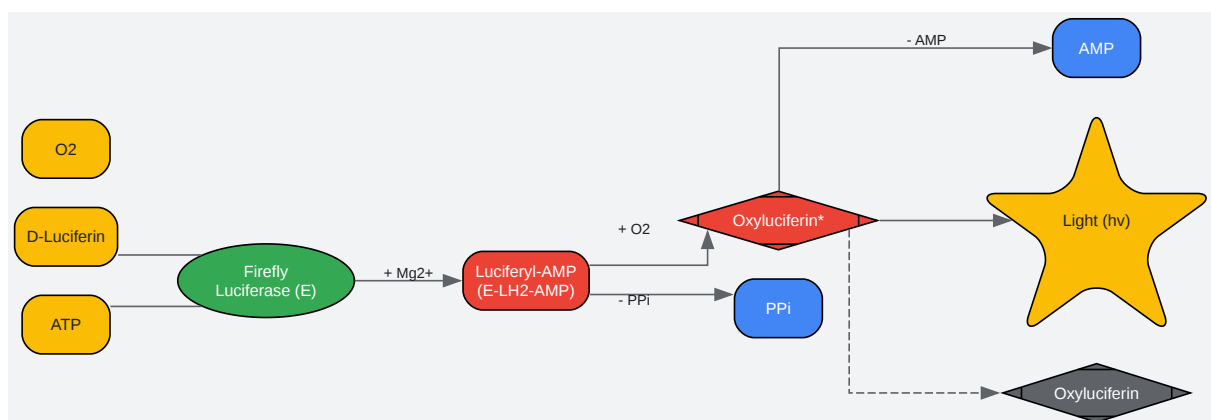 - AMP
AMP
O2
D-Luciferin
ATP
Firefly
Luciferase (E)
+ Mg2+
Luciferyl-AMP
(E-LH2-AMP)
+ O2
- PPi
PPi
Oxyluciferin*
Light (hv)
Oxyluciferin